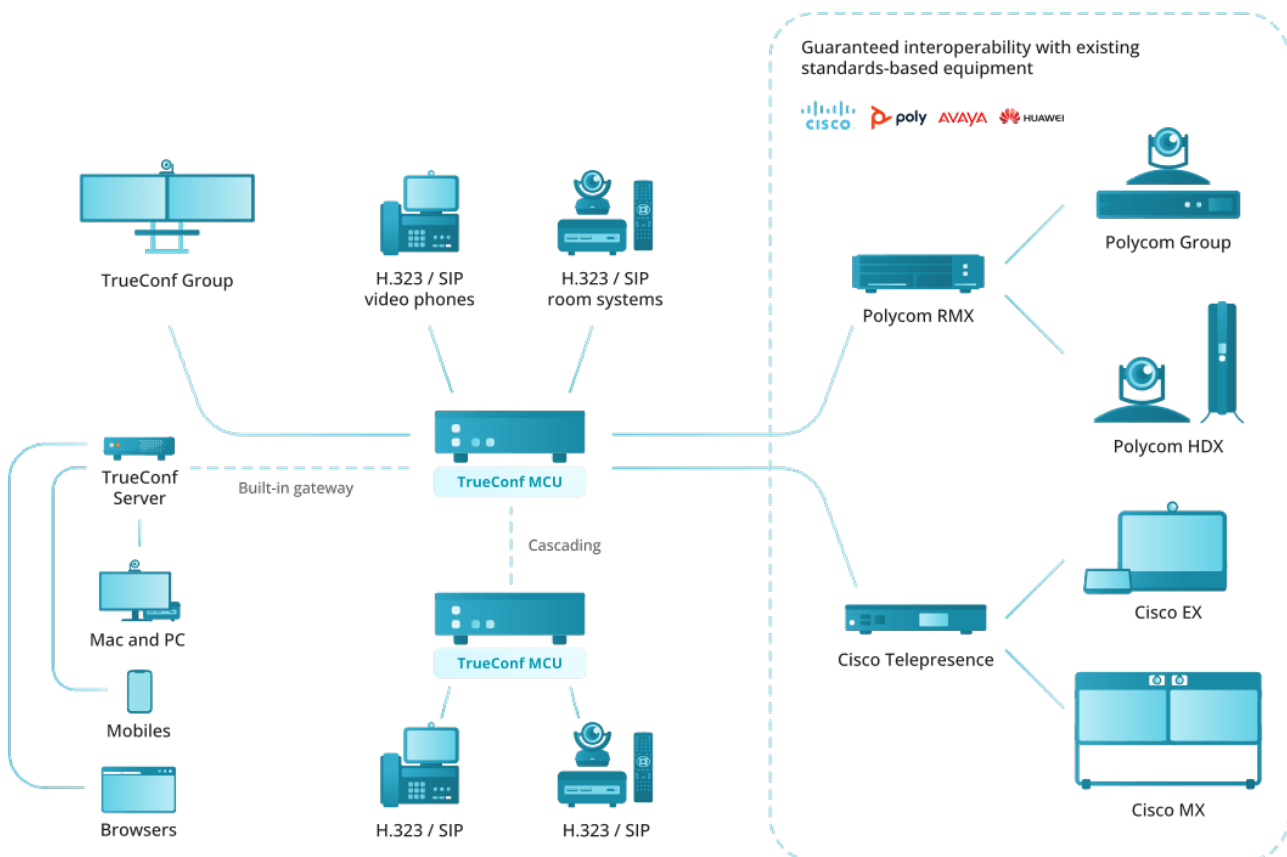 Guaranteed interoperability with existing
standards-based equipment
CISCO
poly
AVAYA
HUAWEI
TrueConf Group
H.323 / SIP
video phones
H.323 / SIP
room systems
Polycom RMX
Polycom Group
Polycom HDX
TrueConf
Server
Built-in gateway
TrueConf MCU
Cascading
TrueConf MCU
Mac and PC
Mobiles
Browsers
H.323 / SIP
H.323 / SIP
Cisco Telepresence
Cisco EX
Cisco MX